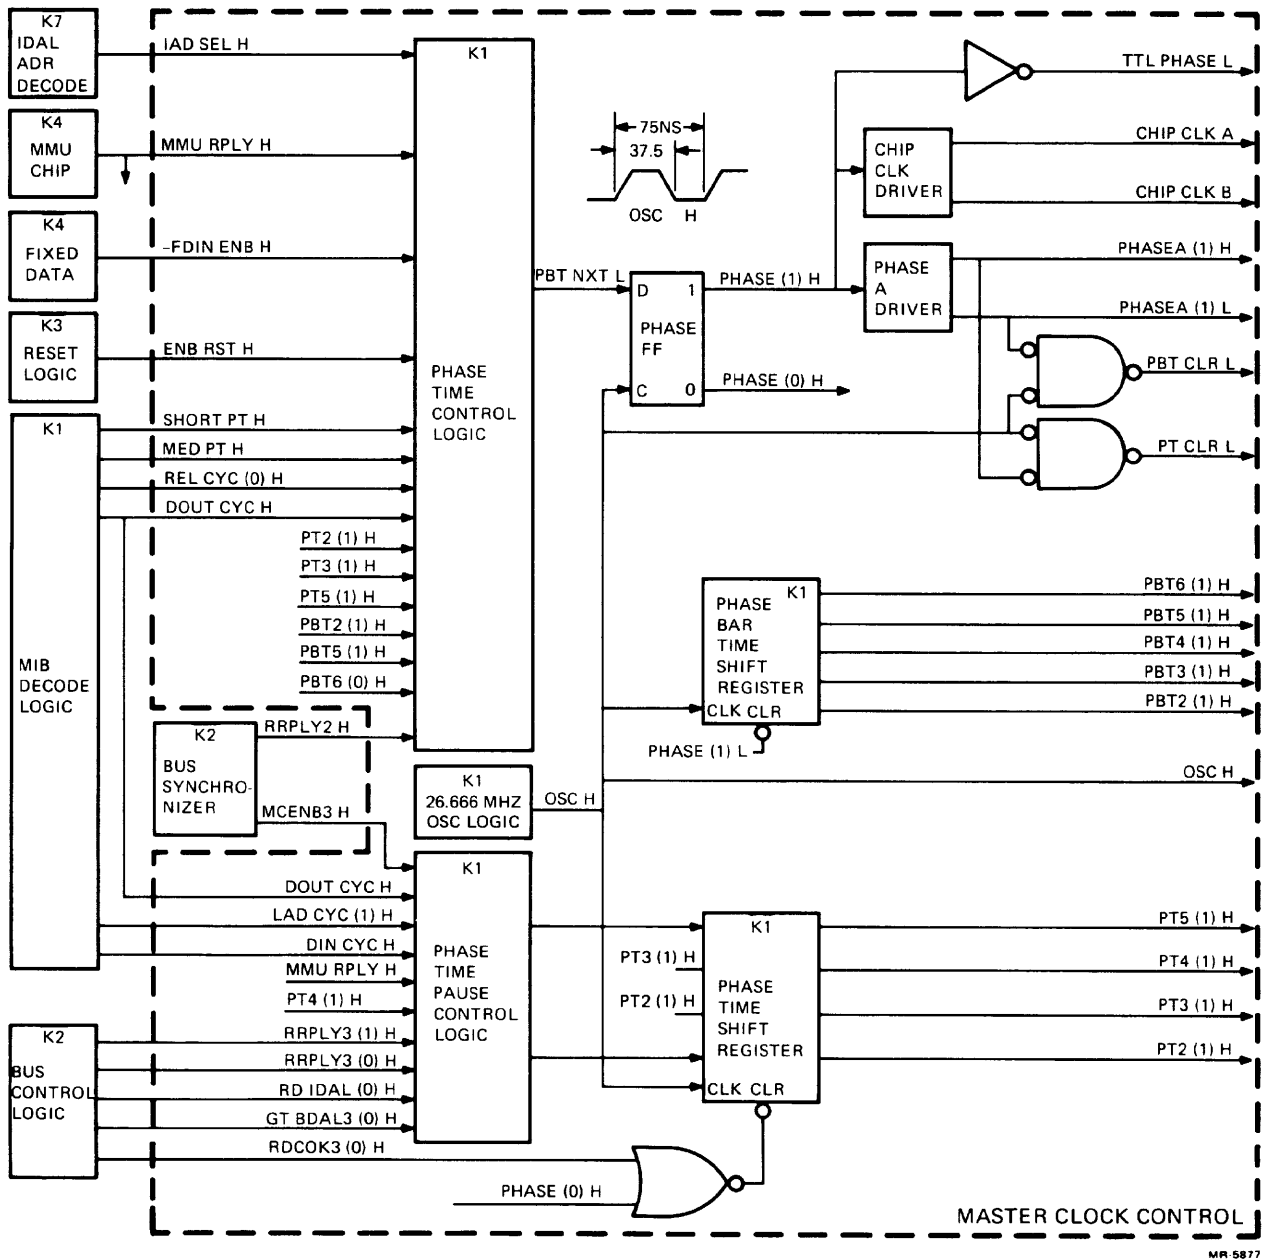 K7
IDAL
ADR
DECODE
IAD SEL H
K4
MMU
CHIP
MMU RPLY H
K4
FIXED
DATA
-FDIN ENB H
K3
RESET
LOGIC
ENB RST H
K1
MIB
DECODE
LOGIC
SHORT PT H
MED PT H
REL CYC (0) H
DOUT CYC H
PT2 (1) H
PT3 (1) H
PT5 (1) H
PBT2 (1) H
PBT5 (1) H
PBT6 (0) H
K1
PHASE
TIME
CONTROL
LOGIC
K2
BUS
SYNCHRO-
NIZER
RRPLY2 H
MCENB3 H
K1
26.666 MHZ
OSC LOGIC
OSC H
DOUT CYC H
LAD CYC (1) H
DIN CYC H
MMU RPLY H
PT4 (1) H
RRPLY3 (1) H
RRPLY3 (0) H
RD IDAL (0) H
GT BDAL3 (0) H
RDCOK3 (0) H
K2
BUS
CONTROL
LOGIC
K1
PHASE
TIME
PAUSE
CONTROL
LOGIC
PHASE (0) H
75NS
37.5
OSC H
PBT NXT L
D 1
PHASE
FF
C 0
PHASE (1) H
PHASE (0) H
TTL PHASE L
CHIP
CLK
DRIVER
CHIP CLK A
CHIP CLK B
PHASE
A
DRIVER
PHASEA (1) H
PHASEA (1) L
PBT CLR L
PT CLR L
K1
PHASE
BAR
TIME
SHIFT
REGISTER
CLK CLR
PHASE (1) L
PBT6 (1) H
PBT5 (1) H
PBT4 (1) H
PBT3 (1) H
PBT2 (1) H
OSC H
K1
PT3 (1) H
PT2 (1) H
PHASE
TIME
SHIFT
REGISTER
CLK CLR
PT5 (1) H
PT4 (1) H
PT3 (1) H
PT2 (1) H
MASTER CLOCK CONTROL
MR-5877